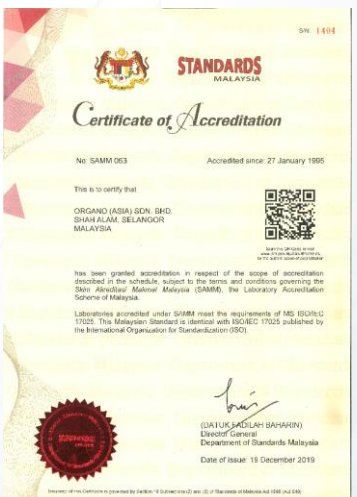 S/N: 1404
STANDARDS
MALAYSIA
Certificate of Accreditation
No: SAMM 063
Accredited since: 27 January 1995
This is to certify that
ORGANO (ASIA) SDN. BHD.
SHAH ALAM, SELANGOR
MALAYSIA
has been granted accreditation in respect of the scope of accreditation
described in the schedule, subject to the terms and conditions governing the
Skim Akreditasi Makmal Malaysia (SAMM), the Laboratory Accreditation
Scheme of Malaysia.
Laboratories accredited under SAMM meet the requirements of MS ISO/IEC
17025. This Malaysian Standard is identical with ISO/IEC 17025 published by
the International Organization for Standardization (ISO).
(DATUK FADILAH BAHARIN)
Director General
Department of Standards Malaysia
Date of issue: 19 December 2019